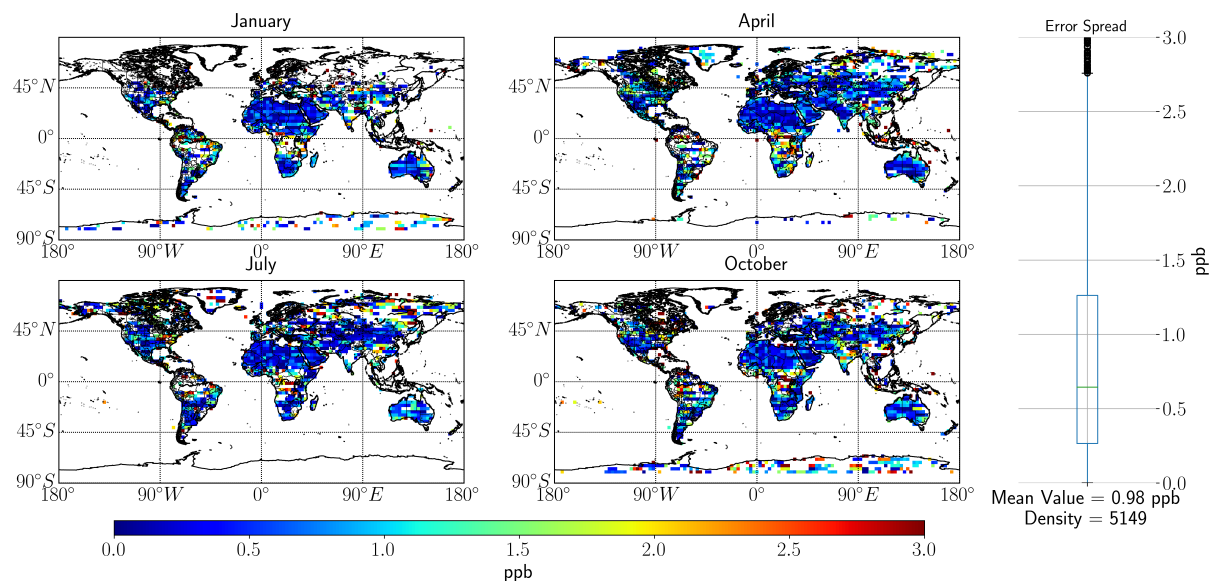 January
45°N
0°
45°S
90°S
180°
90°W
0°
90°E
180°
April
45°N
0°
45°S
90°S
180°
90°W
0°
90°E
180°
July
45°N
0°
45°S
90°S
180°
90°W
0°
90°E
180°
October
45°N
0°
45°S
90°S
180°
90°W
0°
90°E
180°
0.0 0.5 1.0 1.5 2.0 2.5 3.0
ppb
Error Spread
3.0
2.5
2.0
1.5
1.0
0.5
0.0
ppb
Mean Value = 0.98 ppb
Density = 5149